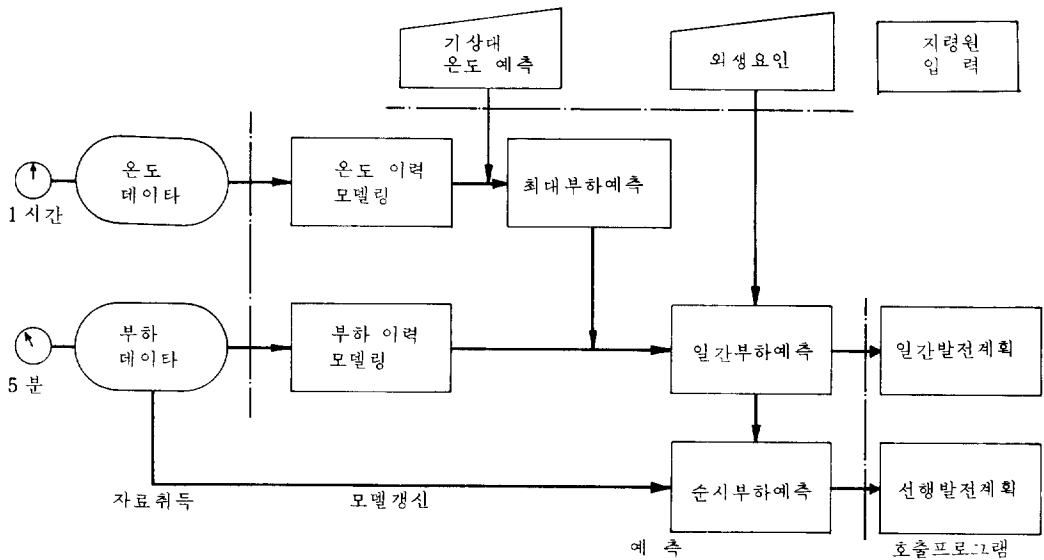 기상대
온도 예측
외생요인
지령원
입 력
온도
데이타
온도 이력
모델링
최대부하예측
1 시간
부하
데이타
부하 이력
모델링
일간부하예측
일간발전계획
5 분
순시부하예측
선행발전계획
자료취득
모델갱신
예 측
호출프로그램